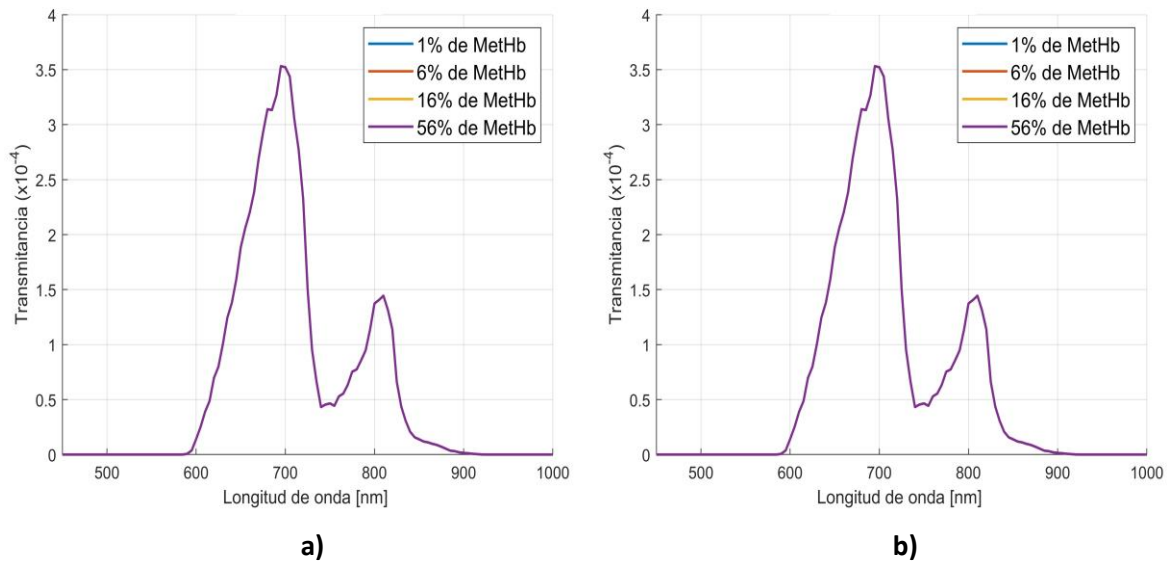 4
3.5
3
2.5
2
1.5
1
0.5
0
Transmitancia (x10^-4)
500 600 700 800 900 1000
Longitud de onda [nm]
1% de MetHb
6% de MetHb
16% de MetHb
56% de MetHb
a)
4
3.5
3
2.5
2
1.5
1
0.5
0
Transmitancia (x10^-4)
500 600 700 800 900 1000
Longitud de onda [nm]
1% de MetHb
6% de MetHb
16% de MetHb
56% de MetHb
b)